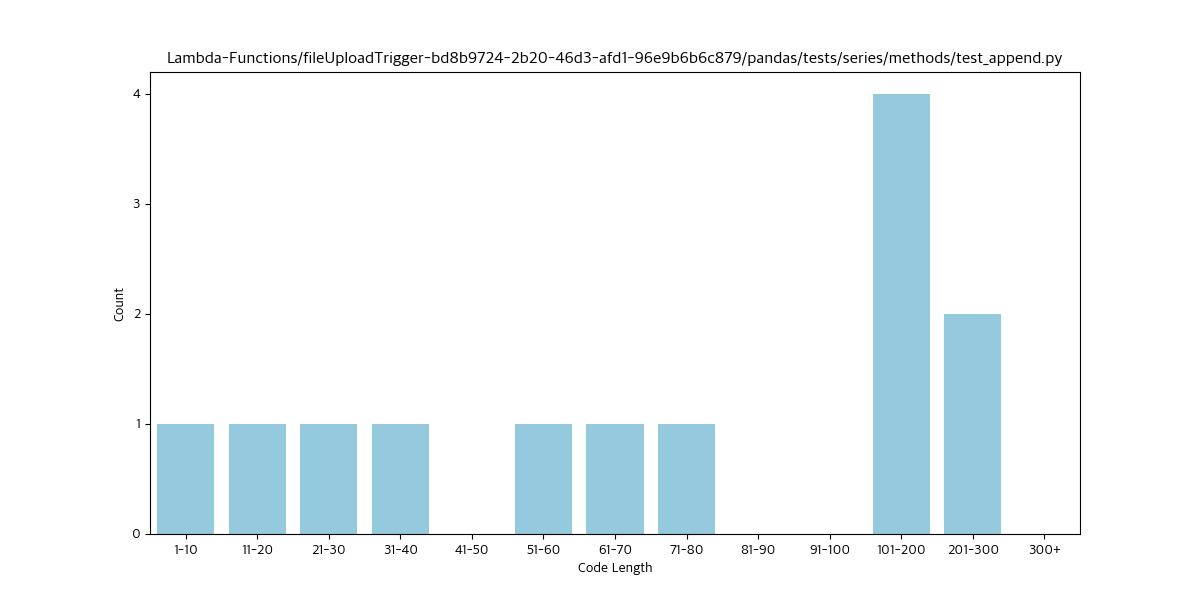 Lambda-Functions/fileUploadTrigger-bd8b9724-2b20-46d3-afd1-96e9b6b6c879/pandas/tests/series/methods/test_append.py
4
3
2
1
0
Count
1-10 11-20 21-30 31-40 41-50 51-60 61-70 71-80 81-90 91-100 101-200 201-300 300+
Code Length